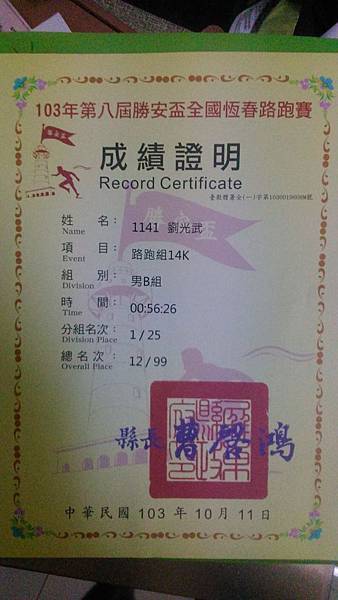 103年第八屆勝安盃全國恆春路跑賽
勝安盃
成績證明
Record Certificate
姓 名： 1141 劉光武
Name
項 目： 路跑組14K
Event
組 別： 男B組
Division
時 間： 00:56:26
Time
分組名次： 1/25
Division Place
總名次： 12/99
Overall Place
縣長 曹啓鴻
中華民國 103 年 10 月 11 日